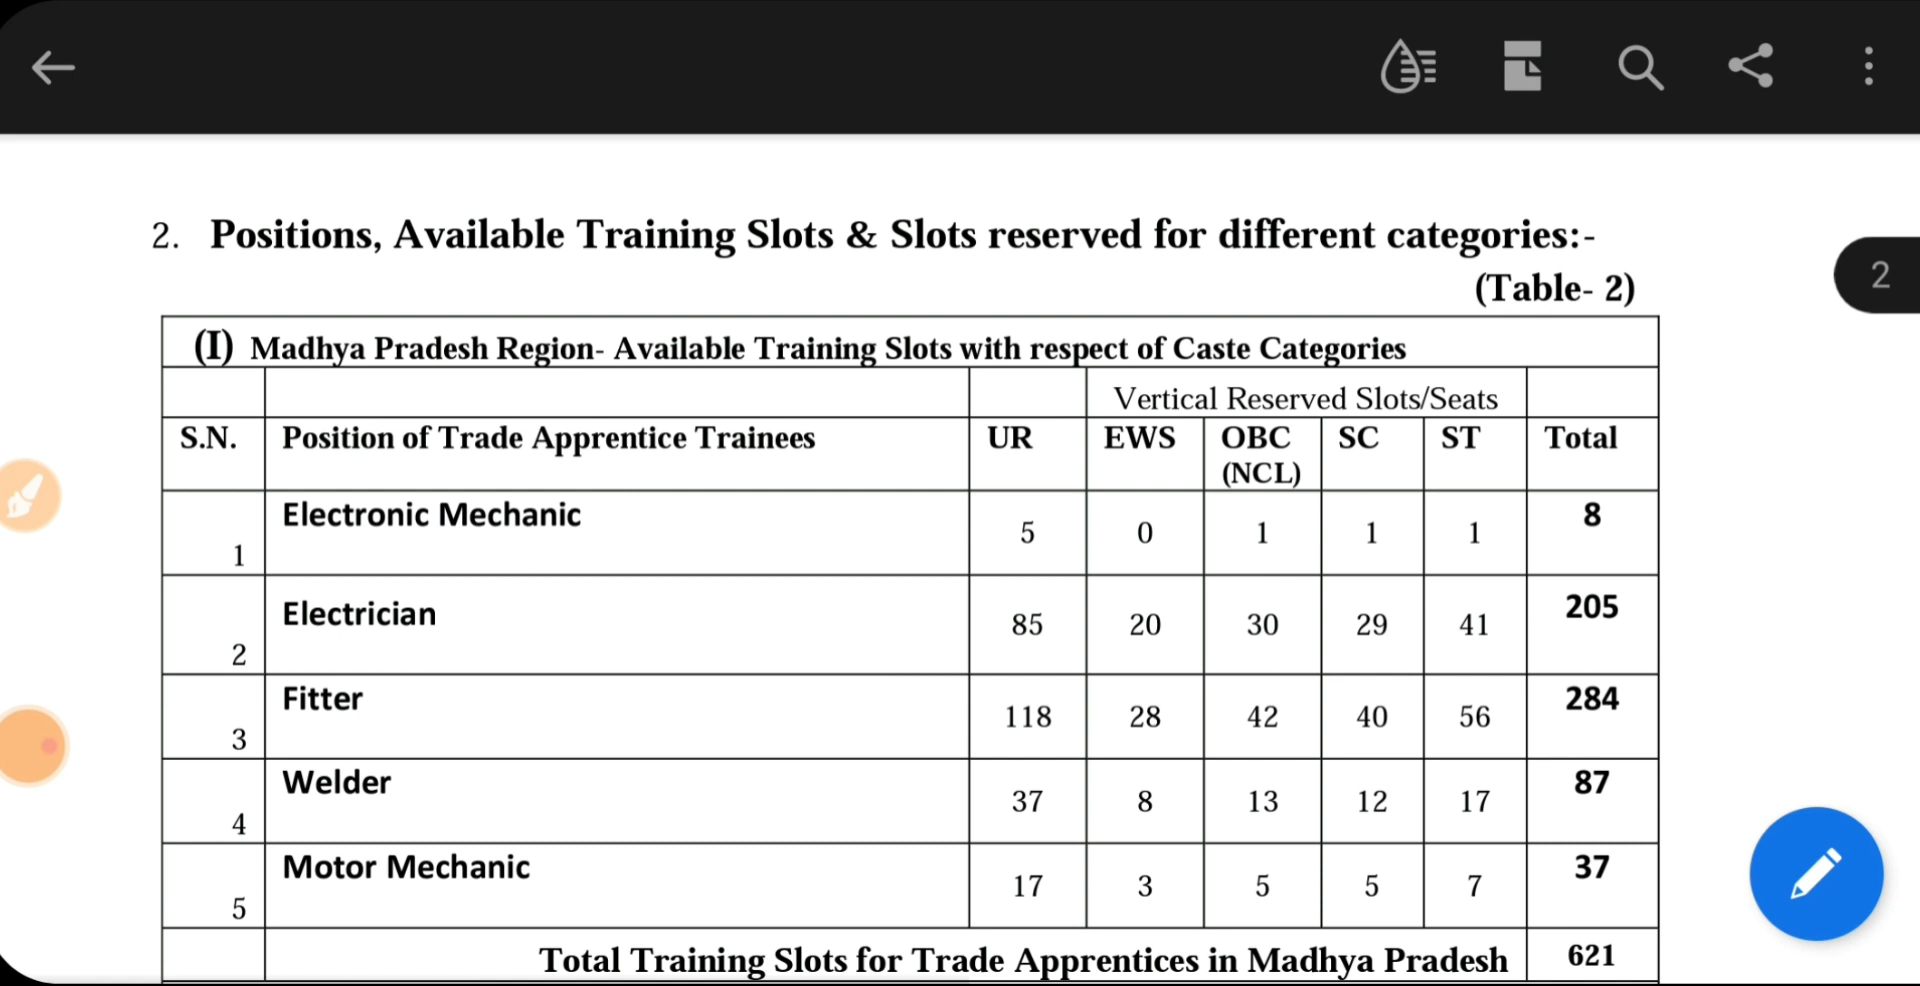 2. Positions, Available Training Slots & Slots reserved for different categories:-
(Table- 2)
2
(I) Madhya Pradesh Region- Available Training Slots with respect of Caste Categories
Vertical Reserved Slots/Seats
S.N. Position of Trade Apprentice Trainees UR EWS OBC (NCL) SC ST Total
1 Electronic Mechanic 5 0 1 1 1 8
2 Electrician 85 20 30 29 41 205
3 Fitter 118 28 42 40 56 284
4 Welder 37 8 13 12 17 87
5 Motor Mechanic 17 3 5 5 7 37
Total Training Slots for Trade Apprentices in Madhya Pradesh 621